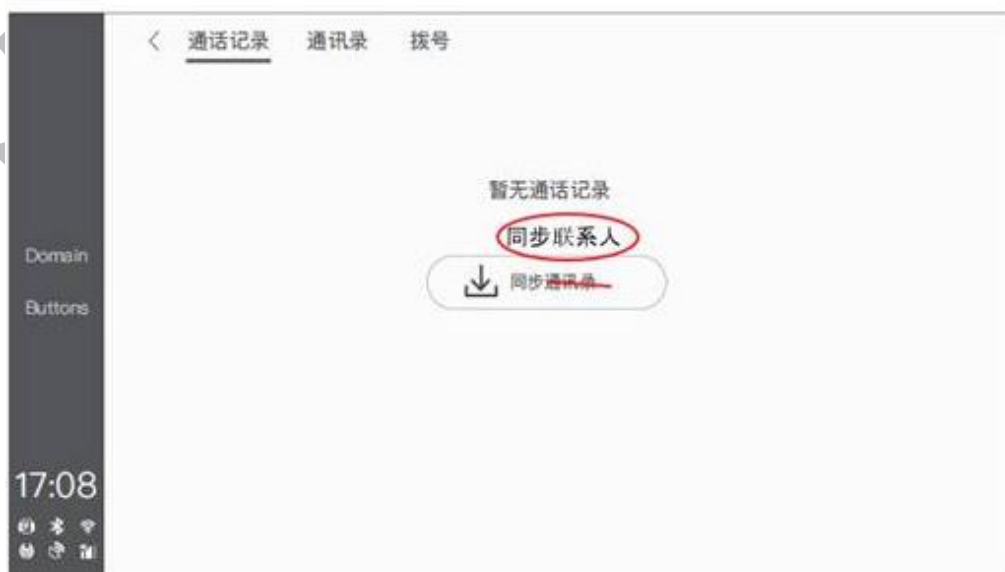 通话记录 通讯录 拨号
暂无通话记录
同步联系人
同步通讯录
Domain
Buttons
17:08